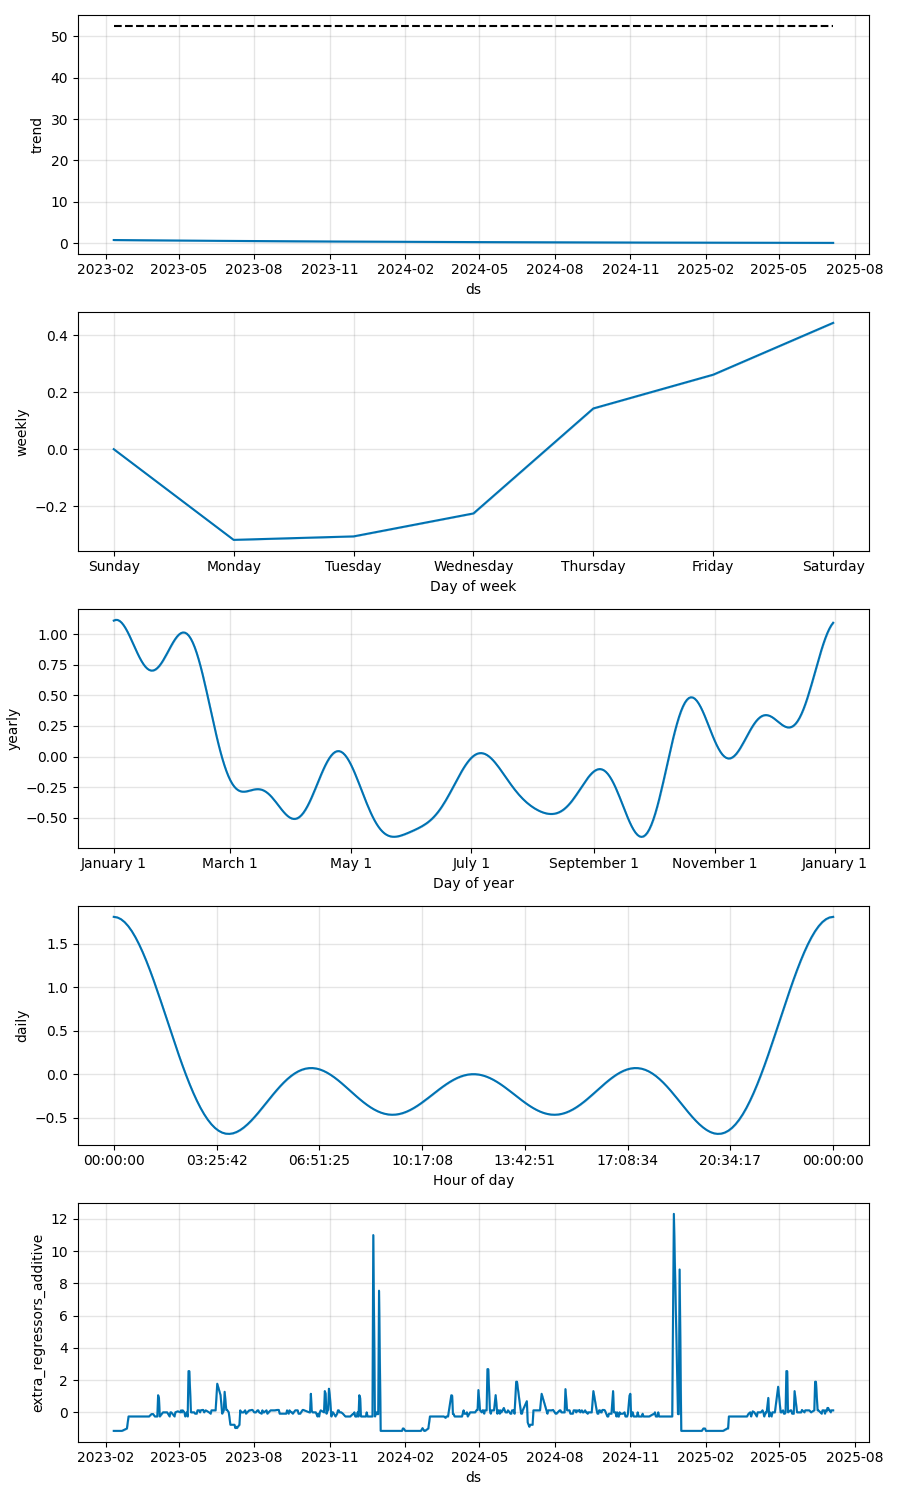 50
40
30
20
10
0
trend
2023-02 2023-05 2023-08 2023-11 2024-02 2024-05 2024-08 2024-11 2025-02 2025-05 2025-08
ds
0.4
0.2
0.0
−0.2
weekly
Sunday Monday Tuesday Wednesday Thursday Friday Saturday
Day of week
1.00
0.75
0.50
0.25
0.00
−0.25
−0.50
yearly
January 1 March 1 May 1 July 1 September 1 November 1 January 1
Day of year
1.5
1.0
0.5
0.0
−0.5
daily
00:00:00 03:25:42 06:51:25 10:17:08 13:42:51 17:08:34 20:34:17 00:00:00
Hour of day
12
10
8
6
4
2
0
extra_regressors_additive
2023-02 2023-05 2023-08 2023-11 2024-02 2024-05 2024-08 2024-11 2025-02 2025-05 2025-08
ds